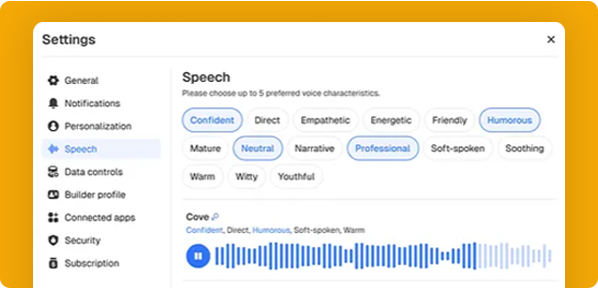 Settings
General
Notifications
Personalization
Speech
Data controls
Builder profile
Connected apps
Security
Subscription
Speech
Please choose up to 5 preferred voice characteristics.
Confident Direct Empathetic Energetic Friendly Humorous
Mature Neutral Narrative Professional Soft-spoken Soothing
Warm Witty Youthful
Cove
Confident, Direct, Humorous, Soft-spoken, Warm